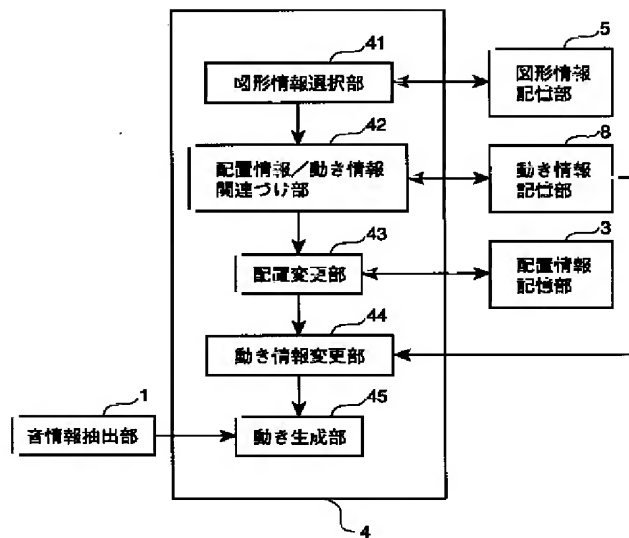 41
図形情報選択部
5
図形情報
記憶部
42
配置情報／動き情報
関連づけ部
8
動き情報
記憶部
43
配置変更部
3
配置情報
記憶部
44
動き情報変更部
1
音情報抽出部
45
動き生成部
4